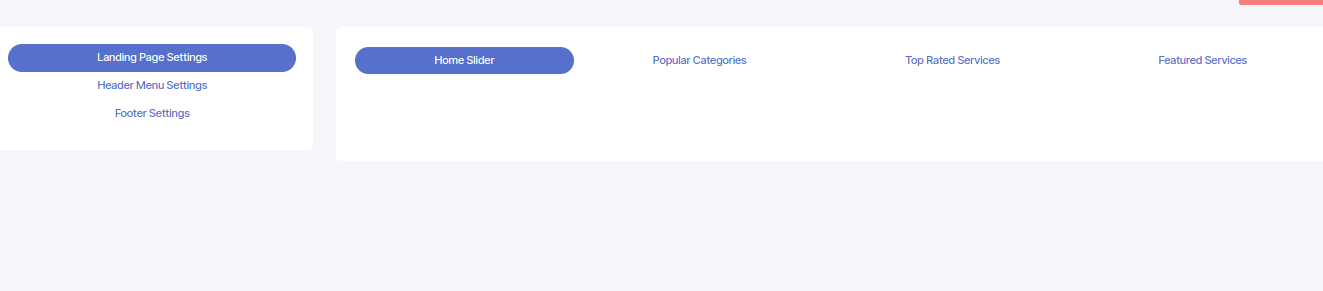 Landing Page Settings
Header Menu Settings
Footer Settings
Home Slider
Popular Categories
Top Rated Services
Featured Services